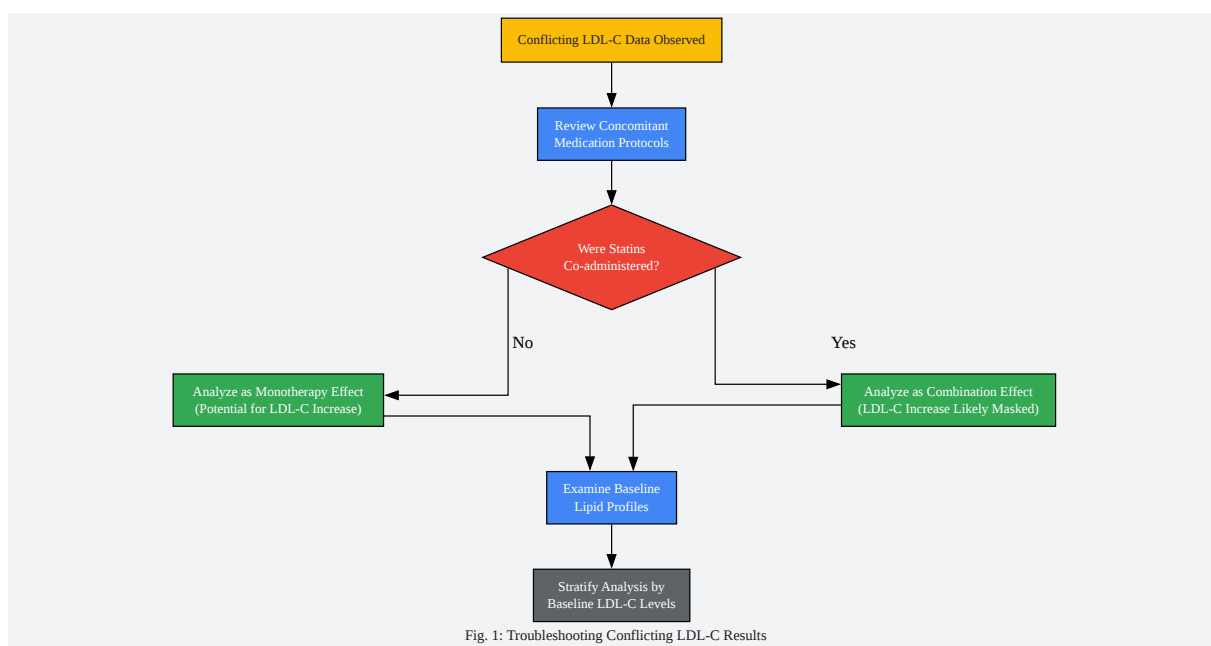 Conflicting LDL-C Data Observed
Review Concomitant
Medication Protocols
Were Statins
Co-administered?
No
Yes
Analyze as Monotherapy Effect
(Potential for LDL-C Increase)
Analyze as Combination Effect
(LDL-C Increase Likely Masked)
Examine Baseline
Lipid Profiles
Stratify Analysis by
Baseline LDL-C Levels
Fig. 1: Troubleshooting Conflicting LDL-C Results